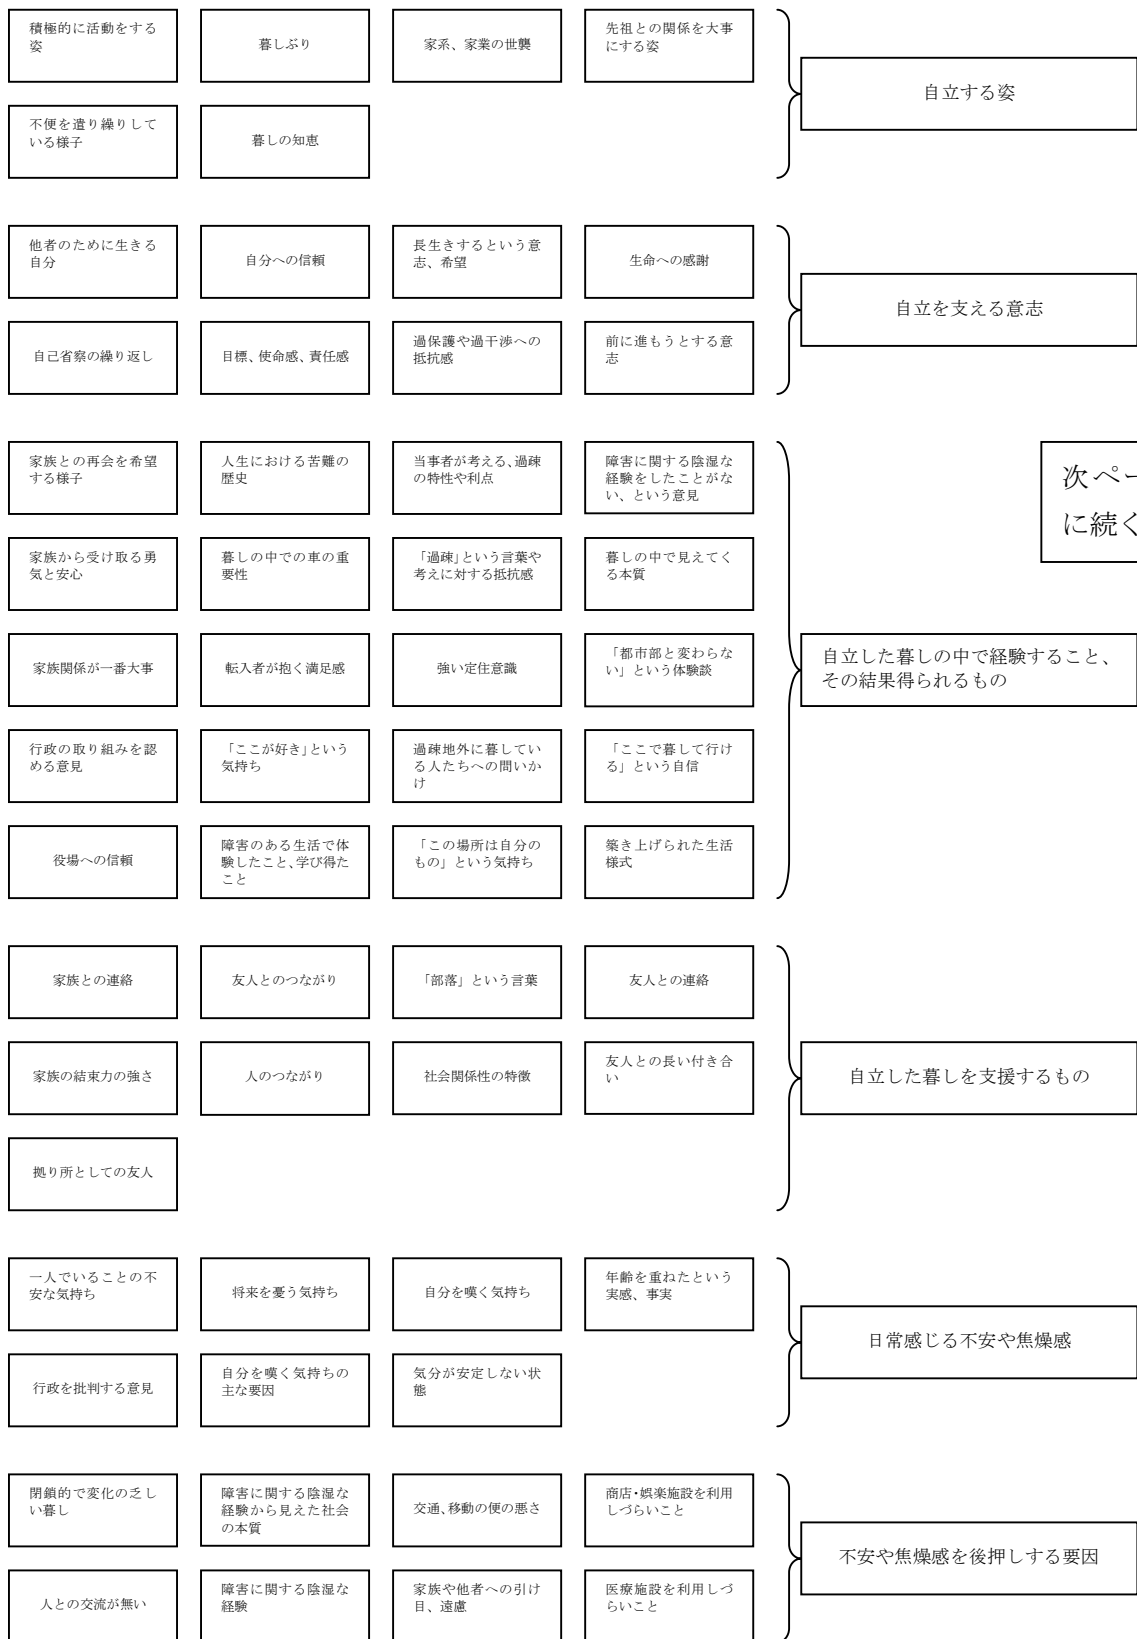 積極的に活動をする
姿
暮しぶり
家系、家業の世襲
先祖との関係を大事
にする姿
不便を遣り繰りして
いる様子
暮しの知恵
自立する姿
他者のために生きる
自分
自分への信頼
長生きするという意
志、希望
生命への感謝
自己省察の繰り返し
目標、使命感、責任感
過保護や過干渉への
抵抗感
前に進もうとする意
志
自立を支える意志
家族との再会を希望
する様子
人生における苦難の
歴史
当事者が考える、過疎
の特性や利点
障害に関する陰湿な
経験をしたことがな
い、という意見
家族から受け取る勇
気と安心
暮しの中での車の重
要性
「過疎」という言葉や
考えに対する抵抗感
暮しの中で見えてく
る本質
家族関係が一番大事
転入者が抱く満足感
強い定住意識
「都市部と変わらな
い」という体験談
行政の取り組みを認
める意見
「ここが好き」という
気持ち
過疎地外に暮してい
る人たちへの問いか
け
「ここで暮して行け
る」という自信
役場への信頼
障害のある生活で体
験したこと、学び得た
こと
「この場所は自分の
もの」という気持ち
築き上げられた生活
様式
自立した暮しの中で経験すること、
その結果得られるもの
次ペー
に続く
家族との連絡
友人とのつながり
「部落」という言葉
友人との連絡
家族の結束力の強さ
人のつながり
社会関係性の特徴
友人との長い付き合
い
拠り所としての友人
自立した暮しを支援するもの
一人でいることの不
安な気持ち
将来を憂う気持ち
自分を嘆く気持ち
年齢を重ねたという
実感、事実
行政を批判する意見
自分を嘆く気持ちの
主な要因
気分が安定しない状
態
日常感じる不安や焦燥感
閉鎖的で変化の乏し
い暮し
障害に関する陰湿な
経験から見えた社会
の本質
交通、移動の便の悪さ
商店・娯楽施設を利用
しづらいこと
人との交流が無い
障害に関する陰湿な
経験
家族や他者への引け
目、遠慮
医療施設を利用しづ
らいこと
不安や焦燥感を後押しする要因